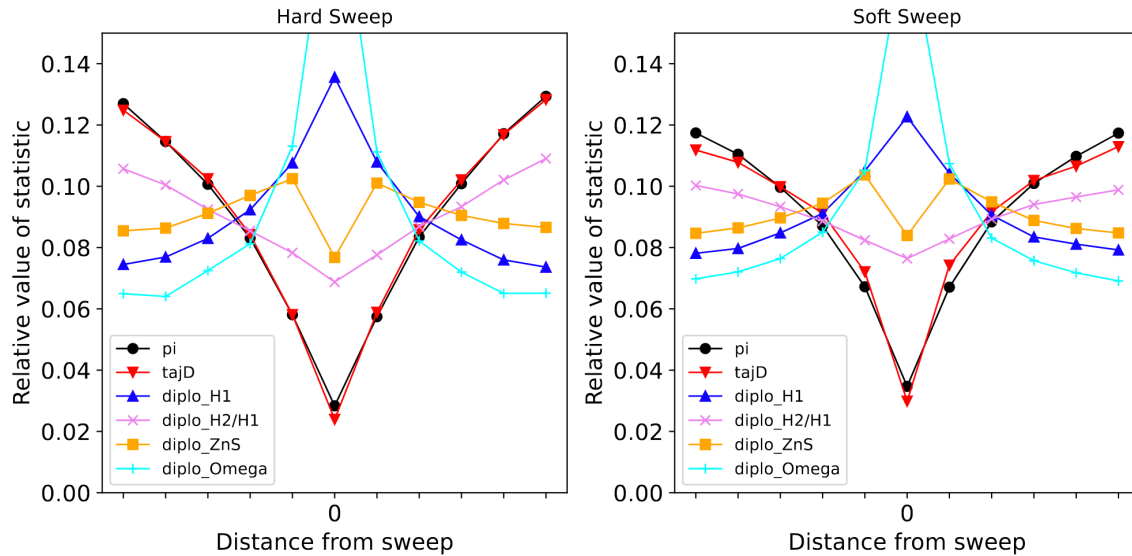 Hard Sweep
Relative value of statistic
0.14
0.12
0.10
0.08
0.06
0.04
0.02
0.00
pi
tajD
diplo_H1
diplo_H2/H1
diplo_ZnS
diplo_Omega
0
Distance from sweep
Soft Sweep
Relative value of statistic
0.14
0.12
0.10
0.08
0.06
0.04
0.02
0.00
pi
tajD
diplo_H1
diplo_H2/H1
diplo_ZnS
diplo_Omega
0
Distance from sweep